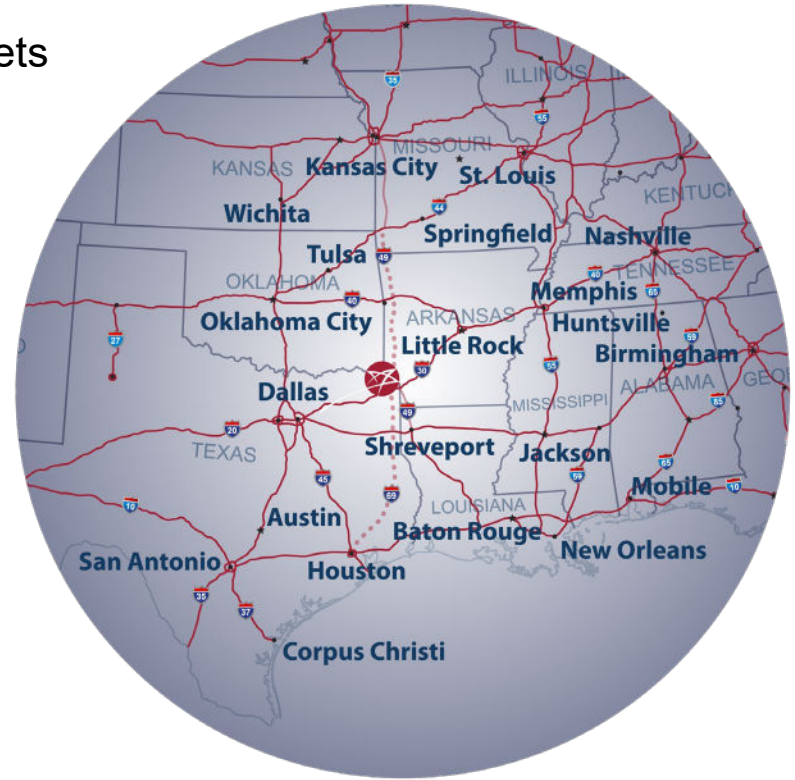 ets
35
ILLINOIS
55
MISSOURI
KANSAS
Kansas City
St. Louis
KENTUC
44
Wichita
Springfield
Nashville
Tulsa
49
40
TENNESSEE
OKLAHOMA
40
Memphis
65
Oklahoma City
ARKANSAS
Huntsville
27
Little Rock
59
Birmingham
55
30
Dallas
ALABAMA
GEO
49
MISSISSIPPI
85
20
TEXAS
Shreveport
Jackson
45
59
65
69
Mobile
10
10
LOUISIANA
Austin
Baton Rouge
New Orleans
San Antonio
Houston
35
37
Corpus Christi